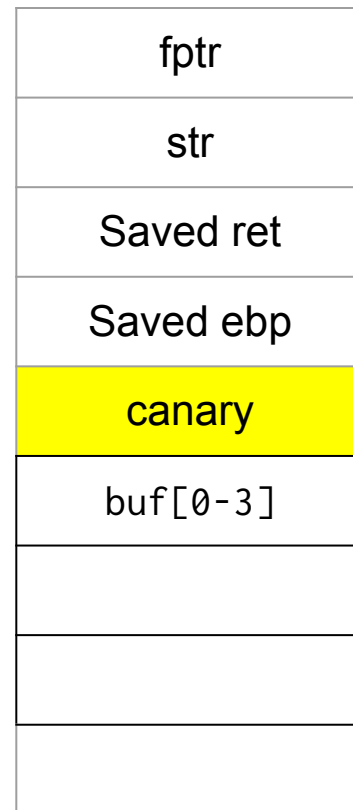 fptr
str
Saved ret
Saved ebp
canary
buf[0-3]